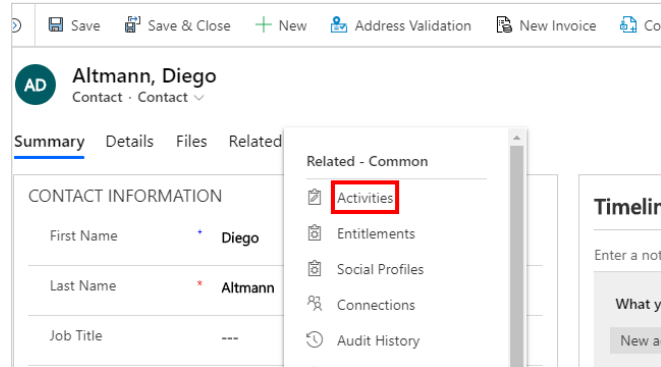 Save Save & Close New Address Validation New Invoice Co
AD
Altmann, Diego
Contact · Contact
Summary Details Files Related
Related - Common
Activities
Entitlements
Social Profiles
Connections
Audit History
CONTACT INFORMATION
First Name * Diego
Last Name * Altmann
Job Title ---
Timelin
Enter a not
What y
New a